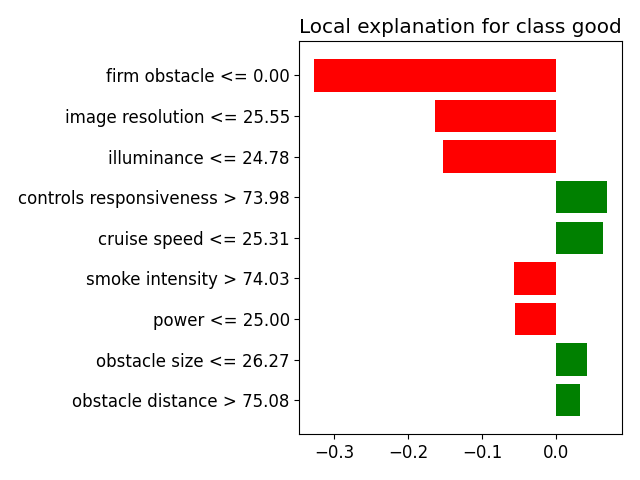 Local explanation for class good
firm obstacle <= 0.00
image resolution <= 25.55
illuminance <= 24.78
controls responsiveness > 73.98
cruise speed <= 25.31
smoke intensity > 74.03
power <= 25.00
obstacle size <= 26.27
obstacle distance > 75.08
−0.3 −0.2 −0.1 0.0